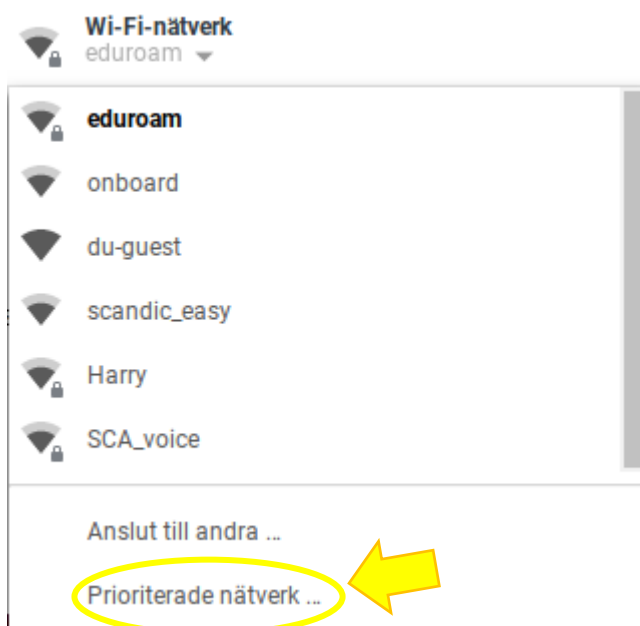 Wi-Fi-nätverk
eduroam
eduroam
onboard
du-guest
scandic_easy
Harry
SCA_voice
Anslut till andra ...
Prioriterade nätverk ...